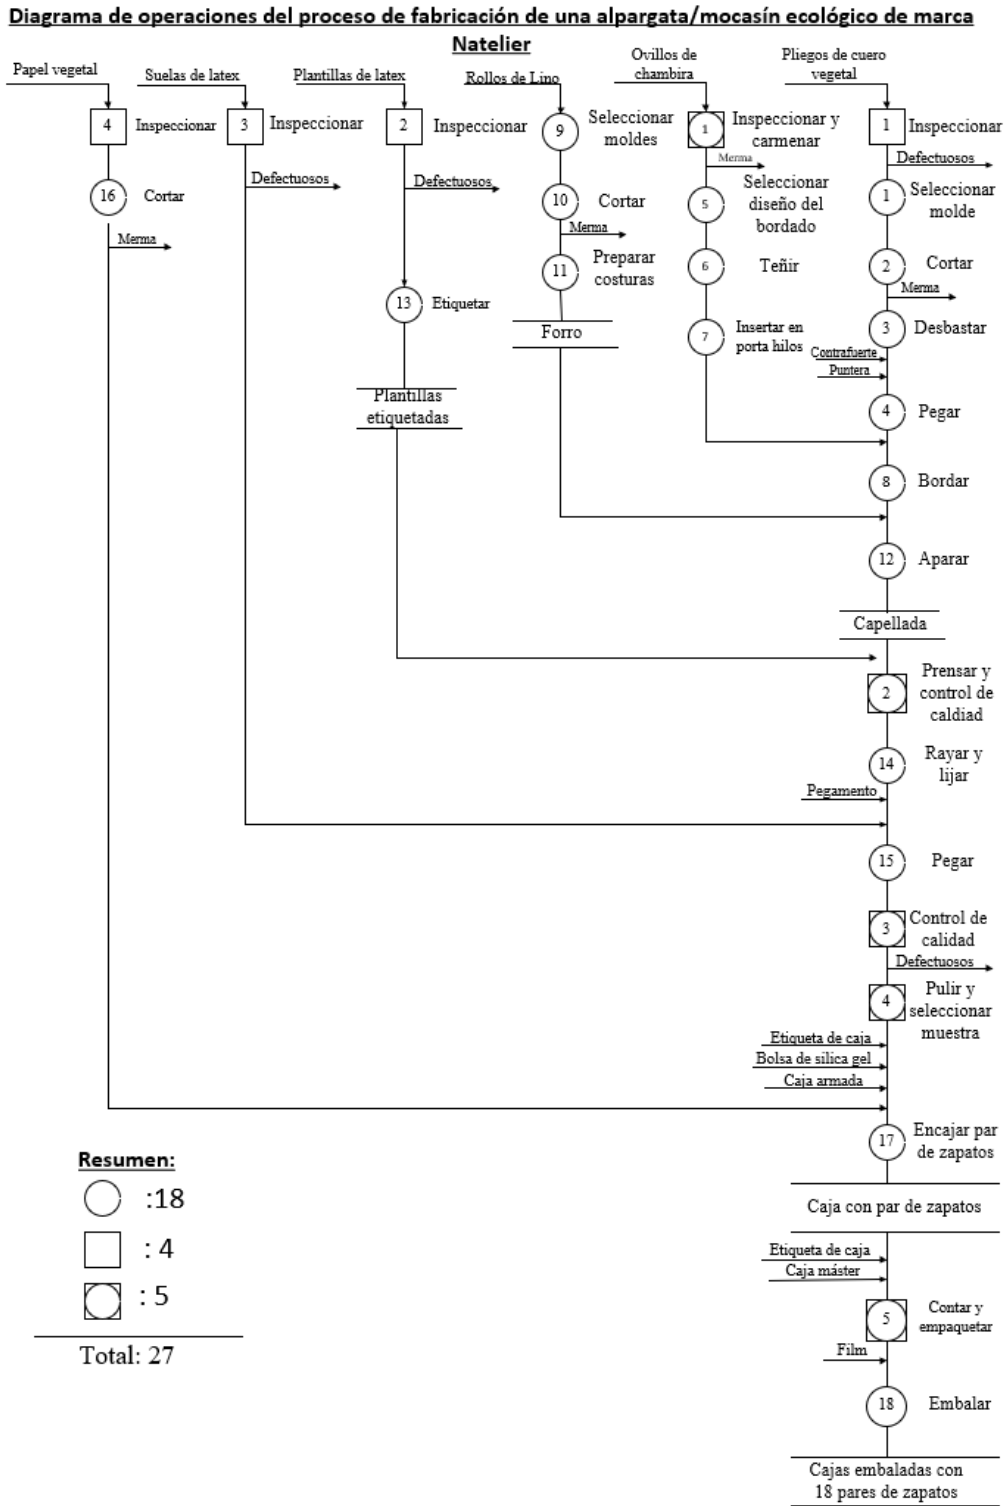 Diagrama de operaciones del proceso de fabricación de una alpargata/mocasín ecológico de marca
Natelier
Papel vegetal
Suelas de latex
Plantillas de latex
Rollos de Lino
Ovillos de
chambira
Pliegos de cuero
vegetal
4
Inspeccionar
3
Inspeccionar
2
Inspeccionar
9
Seleccionar
moldes
1
Inspeccionar y
carmenar
1
Inspeccionar
Merma
Defectuosos
16
Cortar
Defectuosos
Defectuosos
10
Cortar
Merma
5
Seleccionar
diseño del
bordado
1
Seleccionar
molde
Merma
11
Preparar
costuras
6
Teñir
2
Cortar
Merma
13
Etiquetar
Forro
7
Insertar en
porta hilos
3
Desbastar
Contrafuerte
Puntera
Plantillas
etiquetadas
4
Pegar
8
Bordar
12
Aparar
Capellada
2
Prensar y
control de
caldiad
14
Rayar y
lijar
Pegamento
15
Pegar
3
Control de
calidad
Defectuosos
4
Pulir y
seleccionar
muestra
Etiqueta de caja
Bolsa de silica gel
Caja armada
17
Encajar par
de zapatos
Caja con par de zapatos
Etiqueta de caja
Caja máster
5
Contar y
empaquetar
Film
18
Embalar
Cajas embaladas con
18 pares de zapatos
Resumen:
:18
: 4
: 5
Total: 27